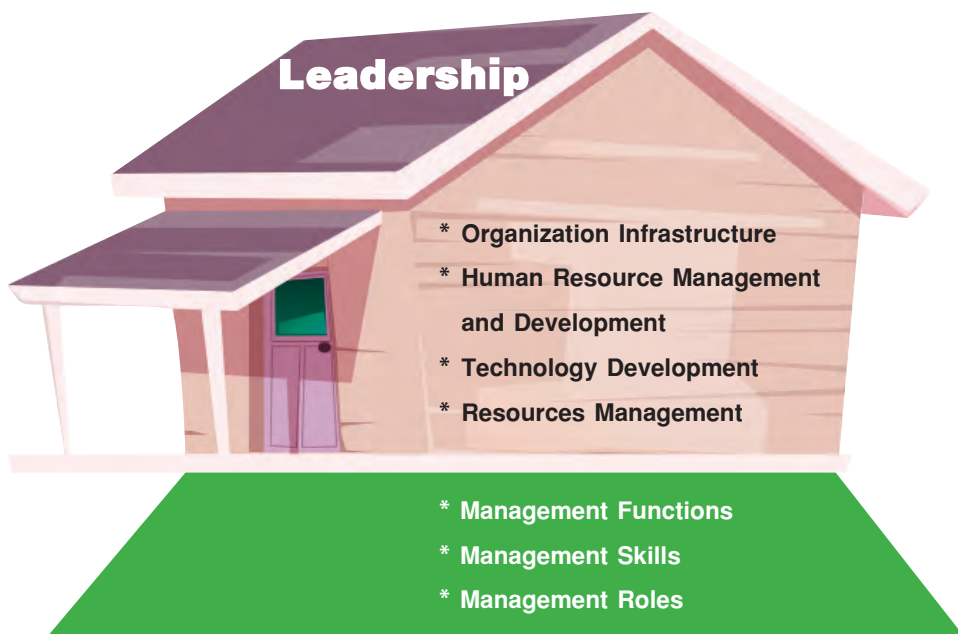 Leadership
* Organization Infrastructure
* Human Resource Management
and Development
* Technology Development
* Resources Management
* Management Functions
* Management Skills
* Management Roles